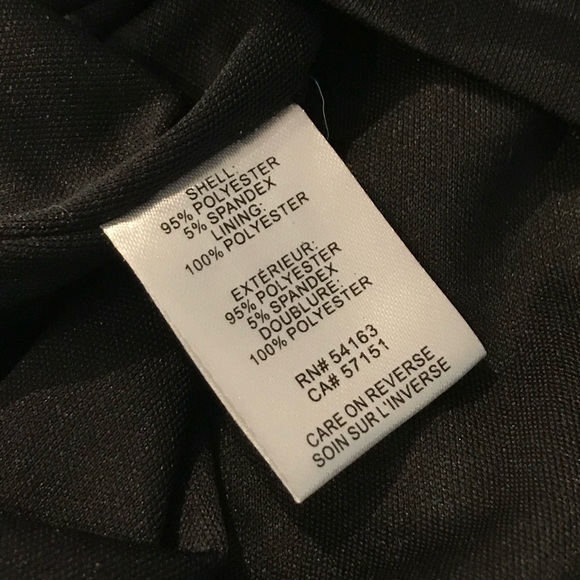 SHELL:
95% POLYESTER
5% SPANDEX
LINING:
100% POLYESTER
EXTÉRIEUR:
95% POLYESTER
5% SPANDEX
DOUBLURE:
100% POLYESTER
RN# 54163
CA# 57151
CARE ON REVERSE
SOIN SUR L'INVERSE